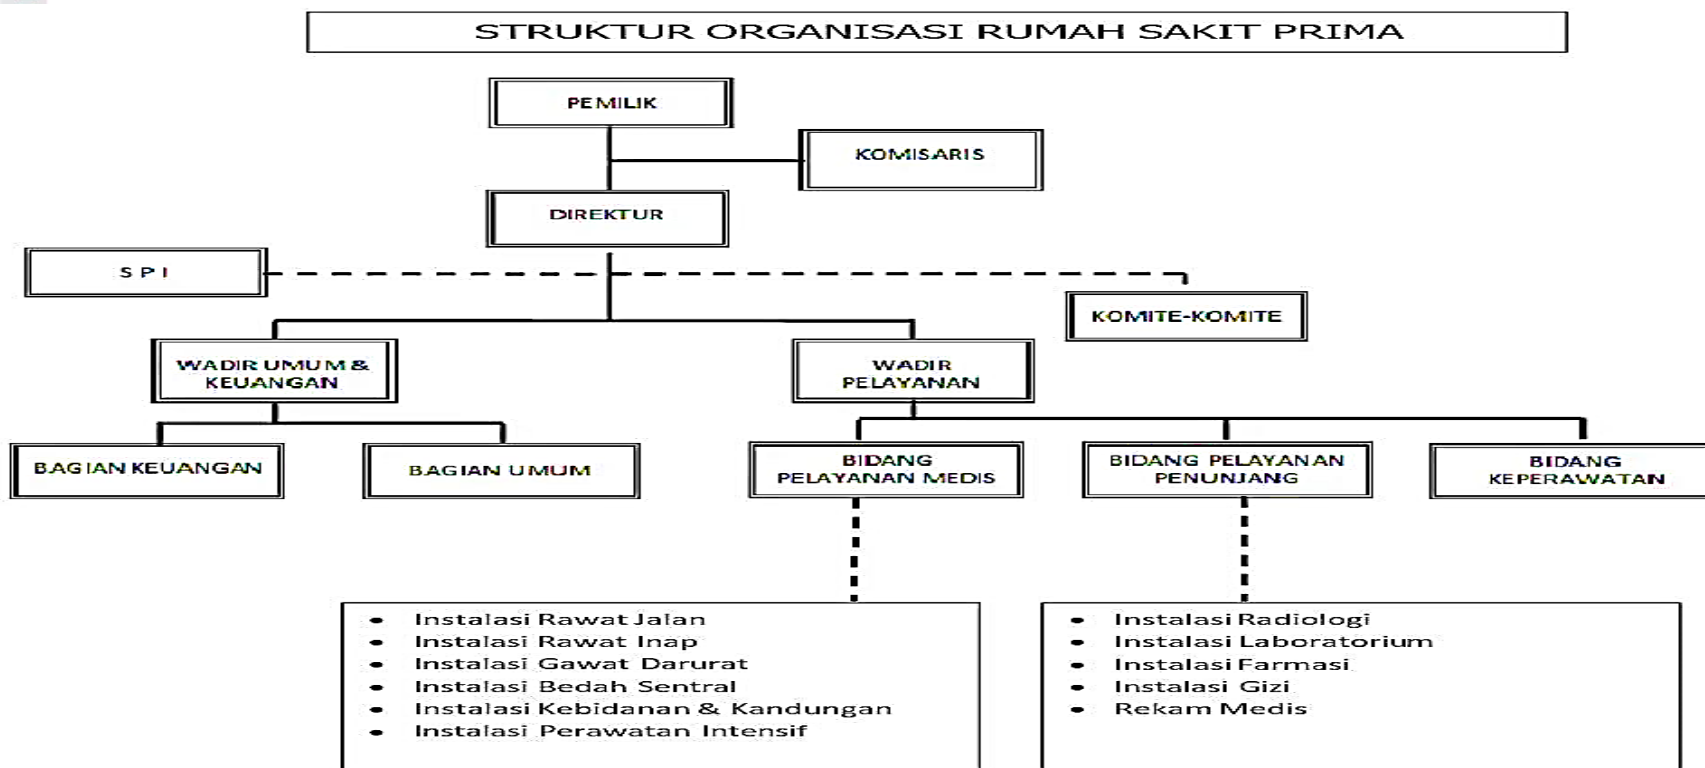 STRUKTUR ORGANISASI RUMAH SAKIT PRIMA
PEMILIK
KOMISARIS
DIREKTUR
S P I
KOMITE-KOMITE
WADIR UMUM &
KEUANGAN
WADIR
PELAYANAN
BAGIAN KEUANGAN
BAGIAN UMUM
BIDANG
PELAYANAN MEDIS
BIDANG PELAYANAN
PENUNJANG
BIDANG
KEPERAWATAN
• Instalasi Rawat Jalan
• Instalasi Rawat Inap
• Instalasi Gawat Darurat
• Instalasi Bedah Sentral
• Instalasi Kebidanan & Kandungan
• Instalasi Perawatan Intensif
• Instalasi Radiologi
• Instalasi Laboratorium
• Instalasi Farmasi
• Instalasi Gizi
• Rekam Medis